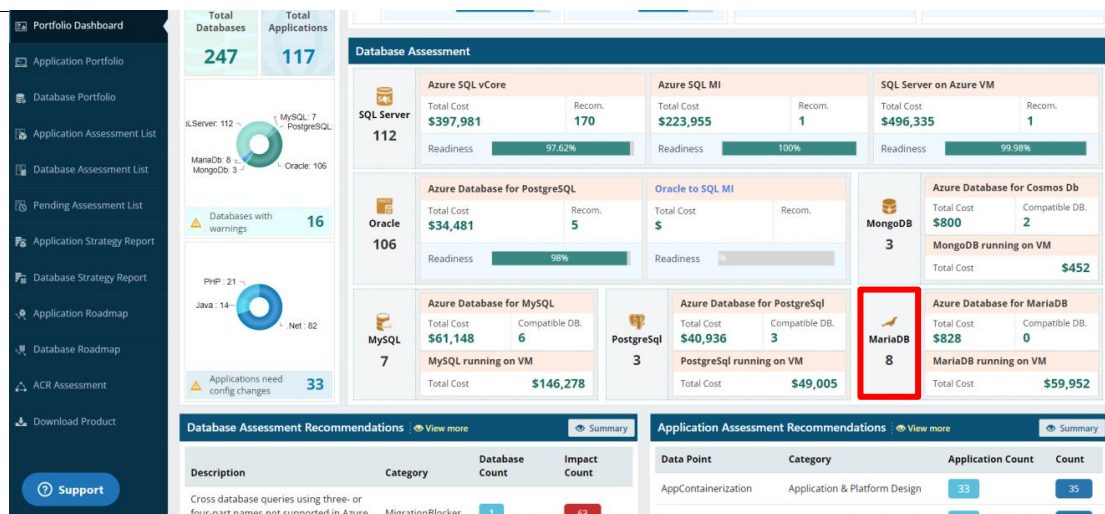 Portfolio Dashboard
Application Portfolio
Database Portfolio
Application Assessment List
Database Assessment List
Pending Assessment List
Application Strategy Report
Database Strategy Report
Application Roadmap
Database Roadmap
ACR Assessment
Download Product
Support
Total Databases
247
Total Applications
117
LServer: 112
MySQL: 7
PostgreSQL:
MariaDb: 8
MongoDB: 3
Oracle: 106
Databases with warnings
16
PHP : 21
Java : 14
.Net : 82
Applications need config changes
33
Database Assessment
SQL Server
112
Azure SQL vCore
Total Cost Recom.
$397,981 170
Readiness 97.62%
Azure SQL MI
Total Cost Recom.
$223,955 1
Readiness 100%
SQL Server on Azure VM
Total Cost Recom.
$496,335 1
Readiness 99.98%
Oracle
106
Azure Database for PostgreSQL
Total Cost Recom.
$34,481 5
Readiness 98%
Oracle to SQL MI
Total Cost Recom.
$
Readiness %
MongoDB
3
Azure Database for Cosmos Db
Total Cost Compatible DB.
$800 2
MongoDB running on VM
Total Cost $452
MySQL
7
Azure Database for MySQL
Total Cost Compatible DB.
$61,148 6
MySQL running on VM
Total Cost $146,278
PostgreSql
3
Azure Database for PostgreSql
Total Cost Compatible DB.
$40,936 3
PostgreSql running on VM
Total Cost $49,005
MariaDB
8
Azure Database for MariaDB
Total Cost Compatible DB.
$828 0
MariaDB running on VM
Total Cost $59,952
Database Assessment Recommendations View more Summary
Description Category Database Count Impact Count
Cross database queries using three- or
four-part names not supported in Azure MigrationBlocker 1 63
Application Assessment Recommendations View more Summary
Data Point Category Application Count Count
AppContainerization Application & Platform Design 33 35